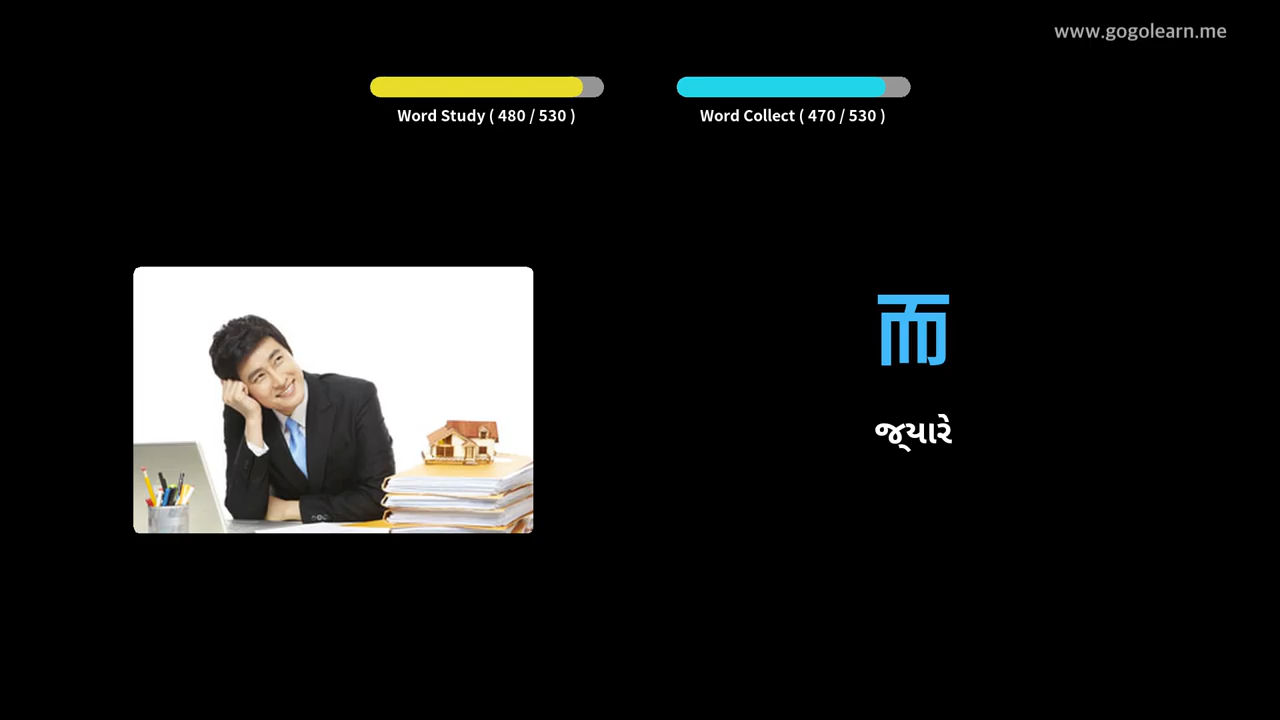 www.gogolearn.me
Word Study ( 480 / 530 )
Word Collect ( 470 / 530 )
而
જ્યારે